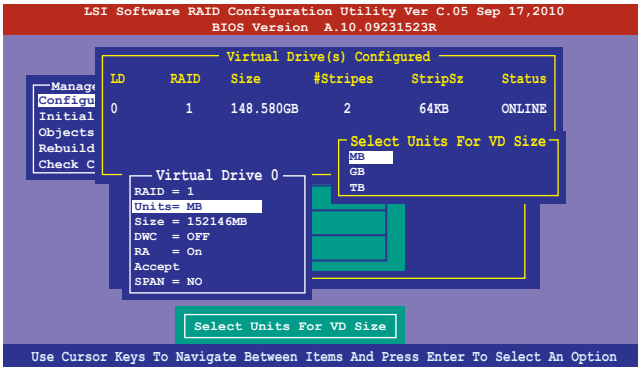 LSI Software RAID Configuration Utility Ver C.05 Sep 17,2010
BIOS Version A.10.09231523R
Virtual Drive(s) Configured
LD RAID Size #Stripes StripSz Status
0 1 148.580GB 2 64KB ONLINE
Manage
Configu
Initial
Objects
Rebuild
Check C
Select Units For VD Size
MB
GB
TB
Virtual Drive 0
RAID = 1
Units= MB
Size = 152146MB
DWC = OFF
RA = On
Accept
SPAN = NO
Select Units For VD Size
Use Cursor Keys To Navigate Between Items And Press Enter To Select An Option